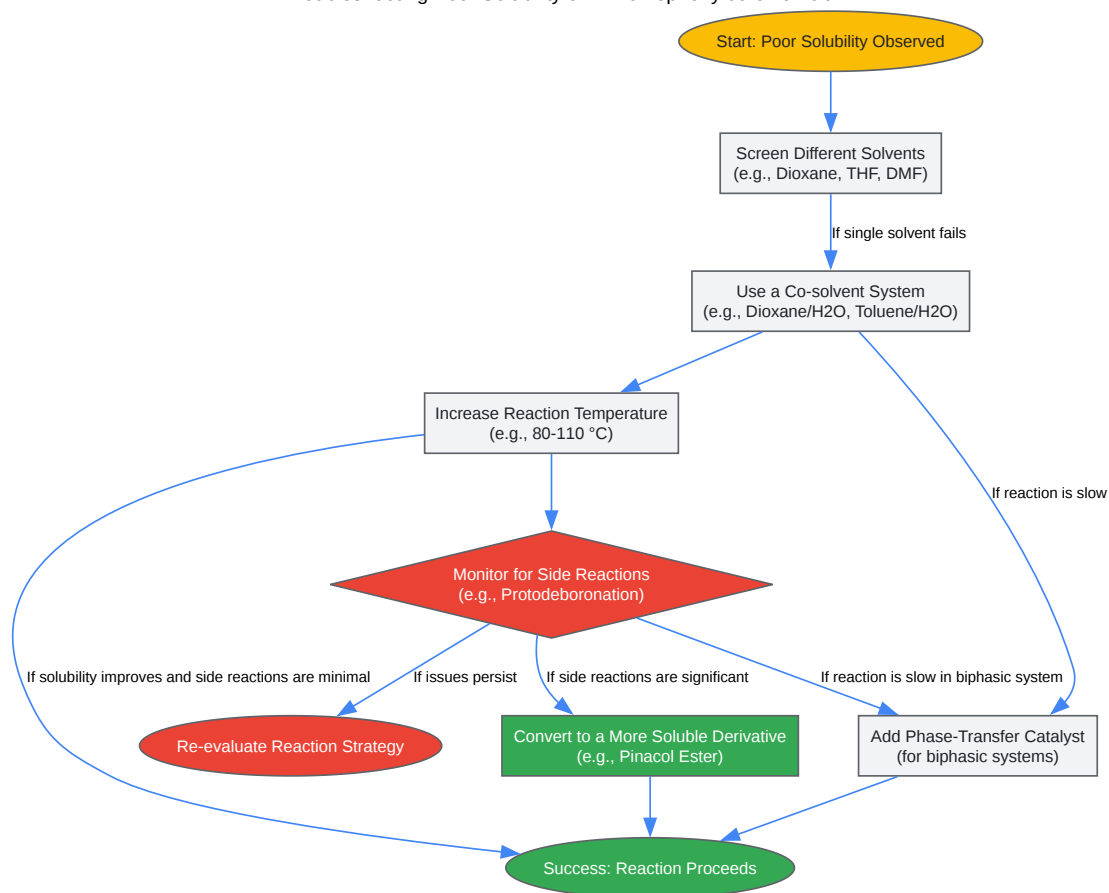 Start: Poor Solubility Observed
Screen Different Solvents
(e.g., Dioxane, THF, DMF)
If single solvent fails
Use a Co-solvent System
(e.g., Dioxane/H2O, Toluene/H2O)
Increase Reaction Temperature
(e.g., 80-110 °C)
If reaction is slow
Monitor for Side Reactions
(e.g., Protodeboronation)
If solubility improves and side reactions are minimal
If issues persist
If side reactions are significant
If reaction is slow in biphasic system
Re-evaluate Reaction Strategy
Convert to a More Soluble Derivative
(e.g., Pinacol Ester)
Add Phase-Transfer Catalyst
(for biphasic systems)
Success: Reaction Proceeds